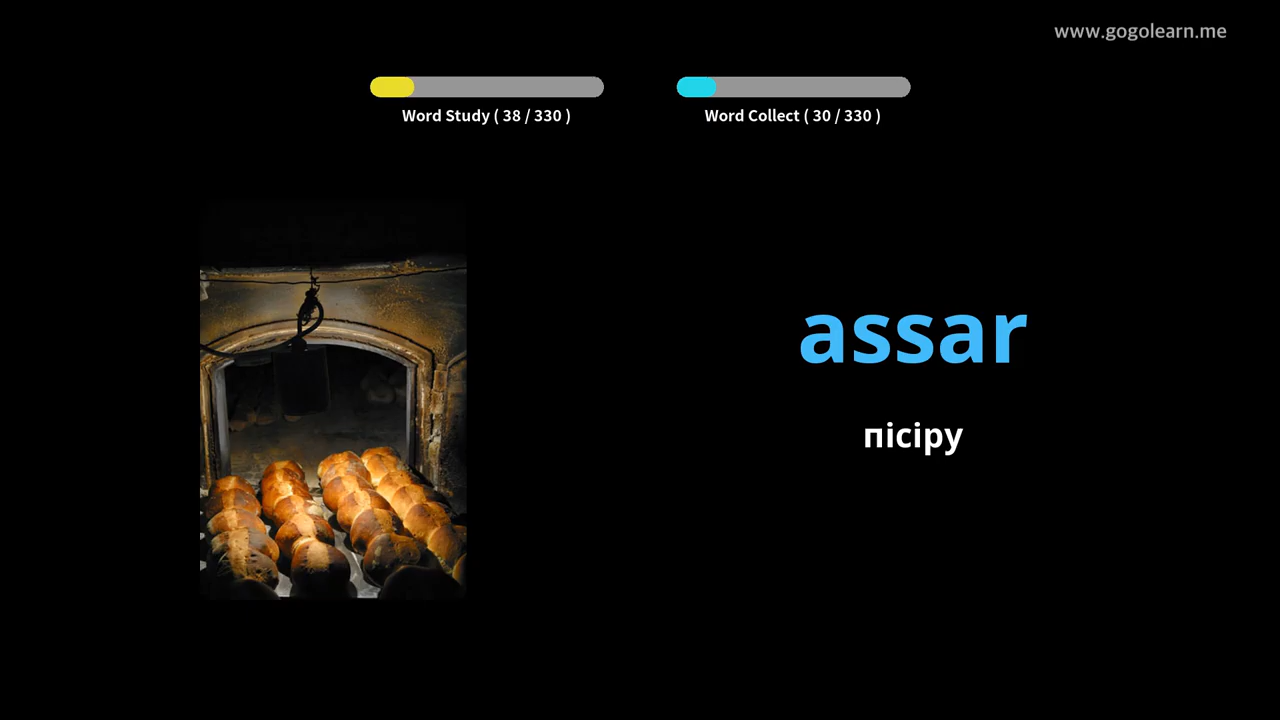 www.gogolearn.me
Word Study ( 38 / 330 )
Word Collect ( 30 / 330 )
assar
пісіру